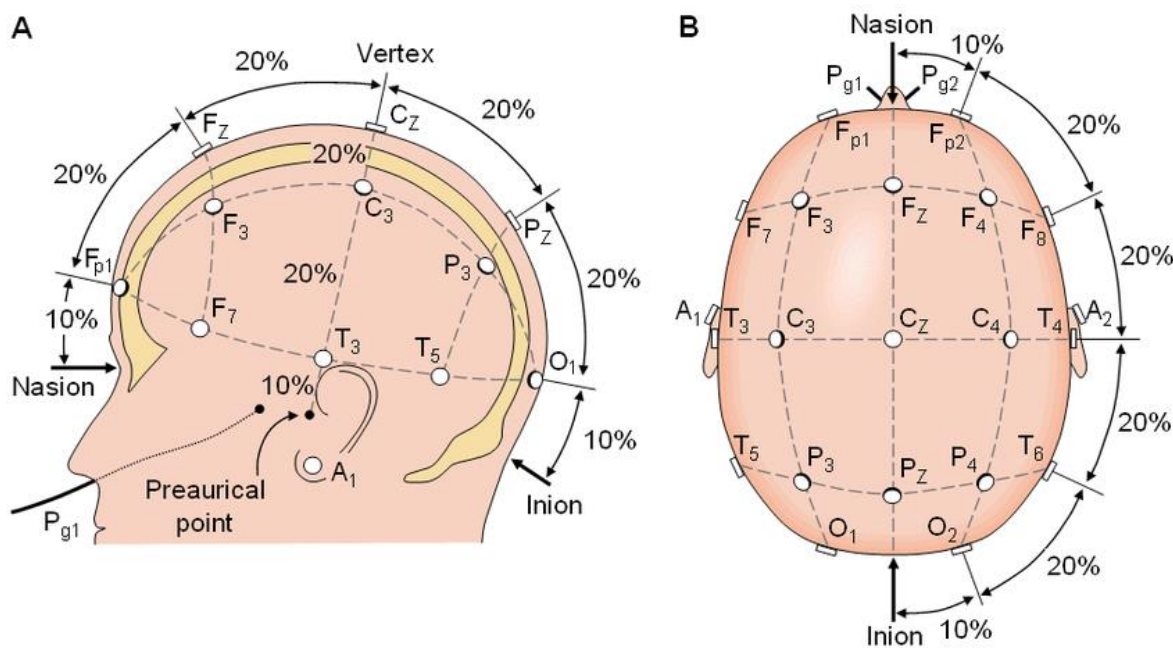 A
Vertex
20%
20%
20%
20%
20%
20%
20%
10%
10%
10%
F_Z
C_Z
F_3
C_3
P_Z
P_3
F_p1
F_7
T_3
T_5
O_1
A_1
Nasion
Preaurical
point
P_g1
Inion
B
Nasion
10%
P_g1
P_g2
F_p1
F_p2
20%
F_7
F_3
F_Z
F_4
F_8
20%
A_1
T_3
C_3
C_Z
C_4
T_4
A_2
20%
T_5
P_3
P_Z
P_4
T_6
O_1
O_2
20%
10%
Inion